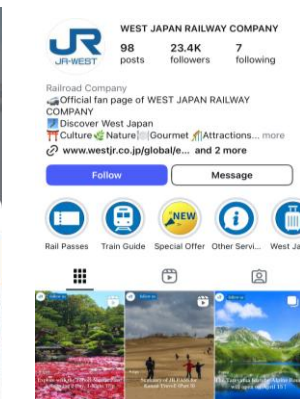 WEST JAPAN RAILWAY COMPANY
JR
JR-WEST
98 23.4K 7
posts followers following
Railroad Company
Official fan page of WEST JAPAN RAILWAY
COMPANY
Discover West Japan
Culture Nature Gourmet Attractions... more
www.westjr.co.jp/global/e... and 2 more
Follow Message
NEW
Rail Passes Train Guide Special Offer Other Servi... West Ja